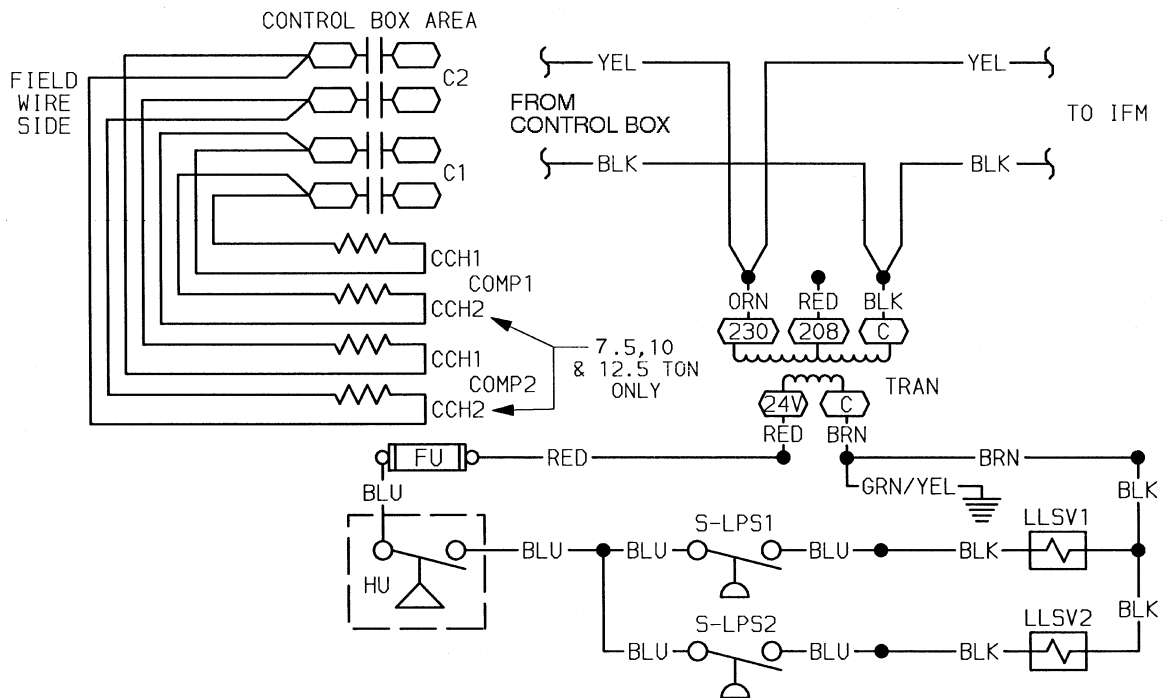 CONTROL BOX AREA
FIELD
WIRE
SIDE
C2
C1
CCH1
COMP1
CCH2
CCH1
COMP2
CCH2
7.5,10
& 12.5 TON
ONLY
YEL
YEL
FROM
CONTROL BOX
TO IFM
BLK
BLK
ORN
RED
BLK
230
208
C
TRAN
24V
C
RED
BRN
FU
RED
BRN
BLU
GRN/YEL
BLK
HU
BLU
S-LPS1
BLU
BLU
BLK
LLSV1
BLK
S-LPS2
BLU
BLU
BLK
LLSV2